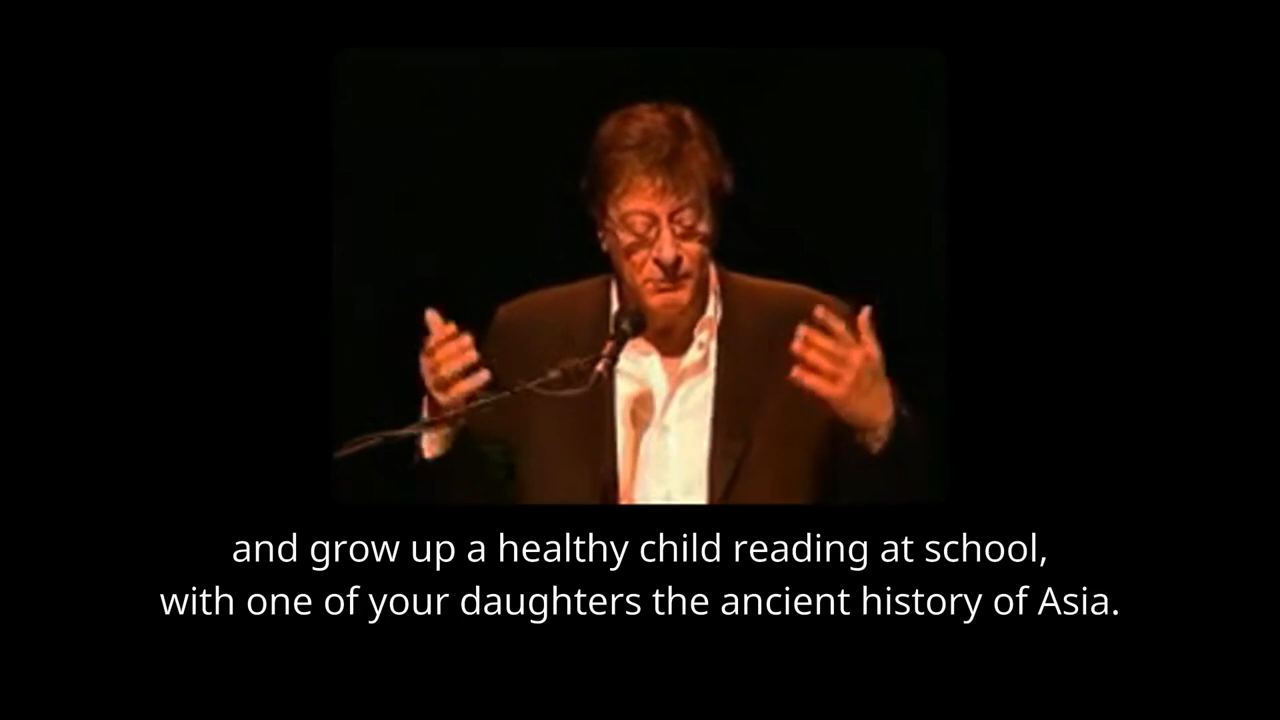 and grow up a healthy child reading at school,
with one of your daughters the ancient history of Asia.